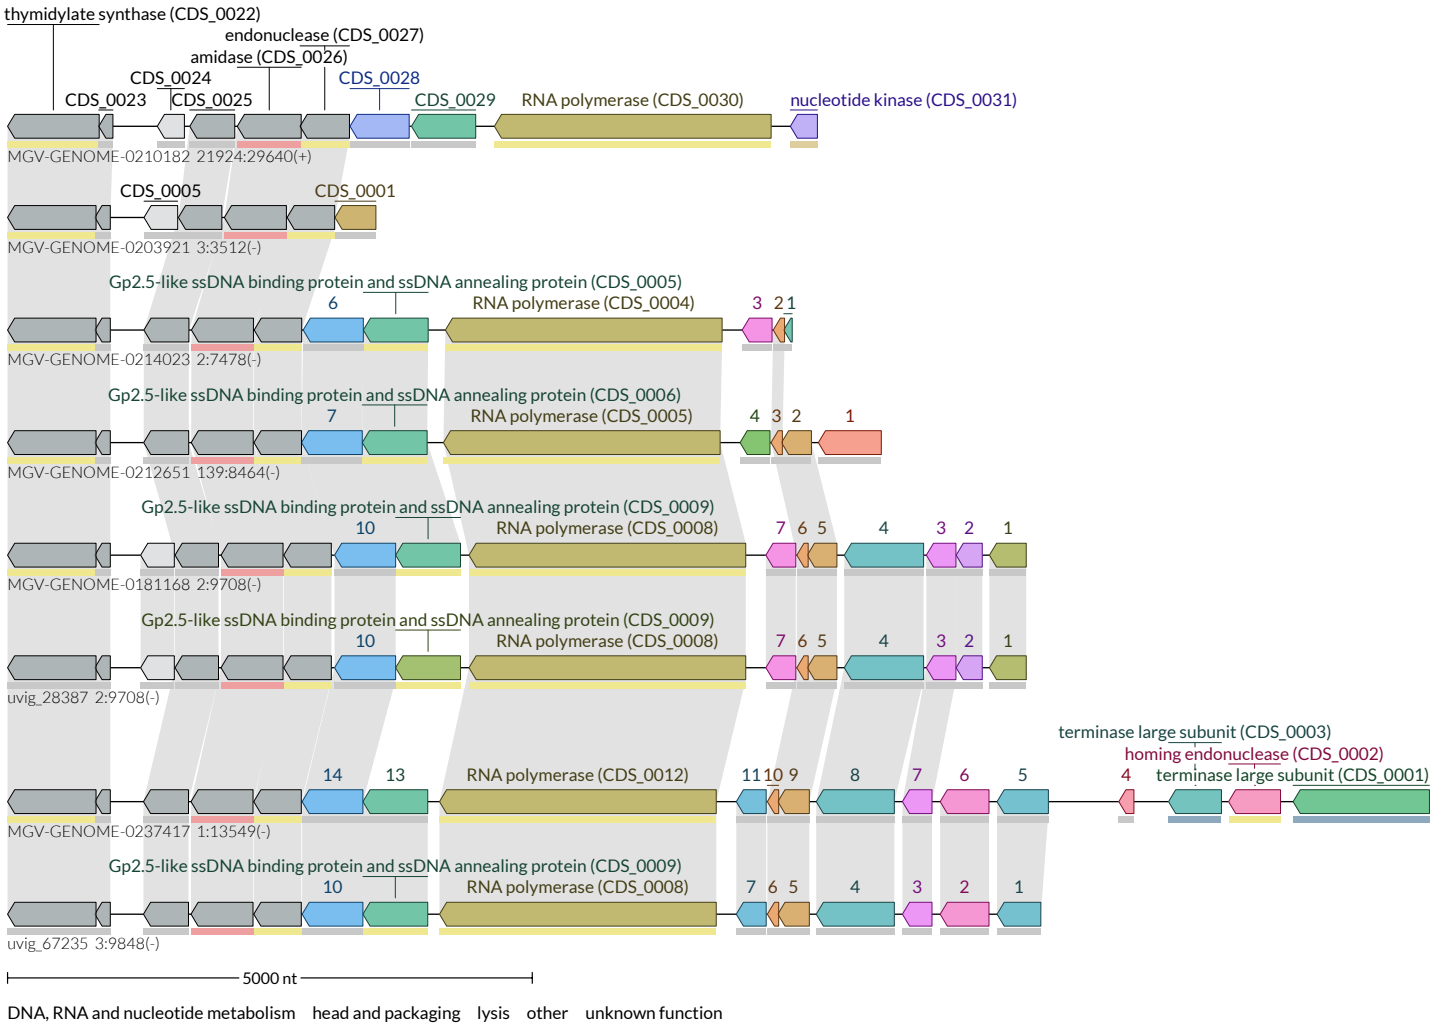 thymidylate synthase (CDS_0022)
endonuclease (CDS_0027)
amidase (CDS_0026)
CDS_0024 CDS_0028
CDS_0023 CDS_0025 CDS_0029 RNA polymerase (CDS_0030) nucleotide kinase (CDS_0031)
MGV-GENOME-0210182 21924:29640(+)
CDS_0005 CDS_0001
MGV-GENOME-0203921 3:3512(-)
Gp2.5-like ssDNA binding protein and ssDNA annealing protein (CDS_0005)
6 RNA polymerase (CDS_0004) 3 2 1
MGV-GENOME-0214023 2:7478(-)
Gp2.5-like ssDNA binding protein and ssDNA annealing protein (CDS_0006)
7 RNA polymerase (CDS_0005) 4 3 2 1
MGV-GENOME-0212651 139:8464(-)
Gp2.5-like ssDNA binding protein and ssDNA annealing protein (CDS_0009)
10 RNA polymerase (CDS_0008) 7 6 5 4 3 2 1
MGV-GENOME-0181168 2:9708(-)
Gp2.5-like ssDNA binding protein and ssDNA annealing protein (CDS_0009)
10 RNA polymerase (CDS_0008) 7 6 5 4 3 2 1
uvig_28387 2:9708(-)
terminase large subunit (CDS_0003)
homing endonuclease (CDS_0002)
14 13 RNA polymerase (CDS_0012) 11 10 9 8 7 6 5 4 terminase large subunit (CDS_0001)
MGV-GENOME-0237417 1:13549(-)
Gp2.5-like ssDNA binding protein and ssDNA annealing protein (CDS_0009)
10 RNA polymerase (CDS_0008) 7 6 5 4 3 2 1
uvig_67235 3:9848(-)
5000 nt
DNA, RNA and nucleotide metabolism head and packaging lysis other unknown function